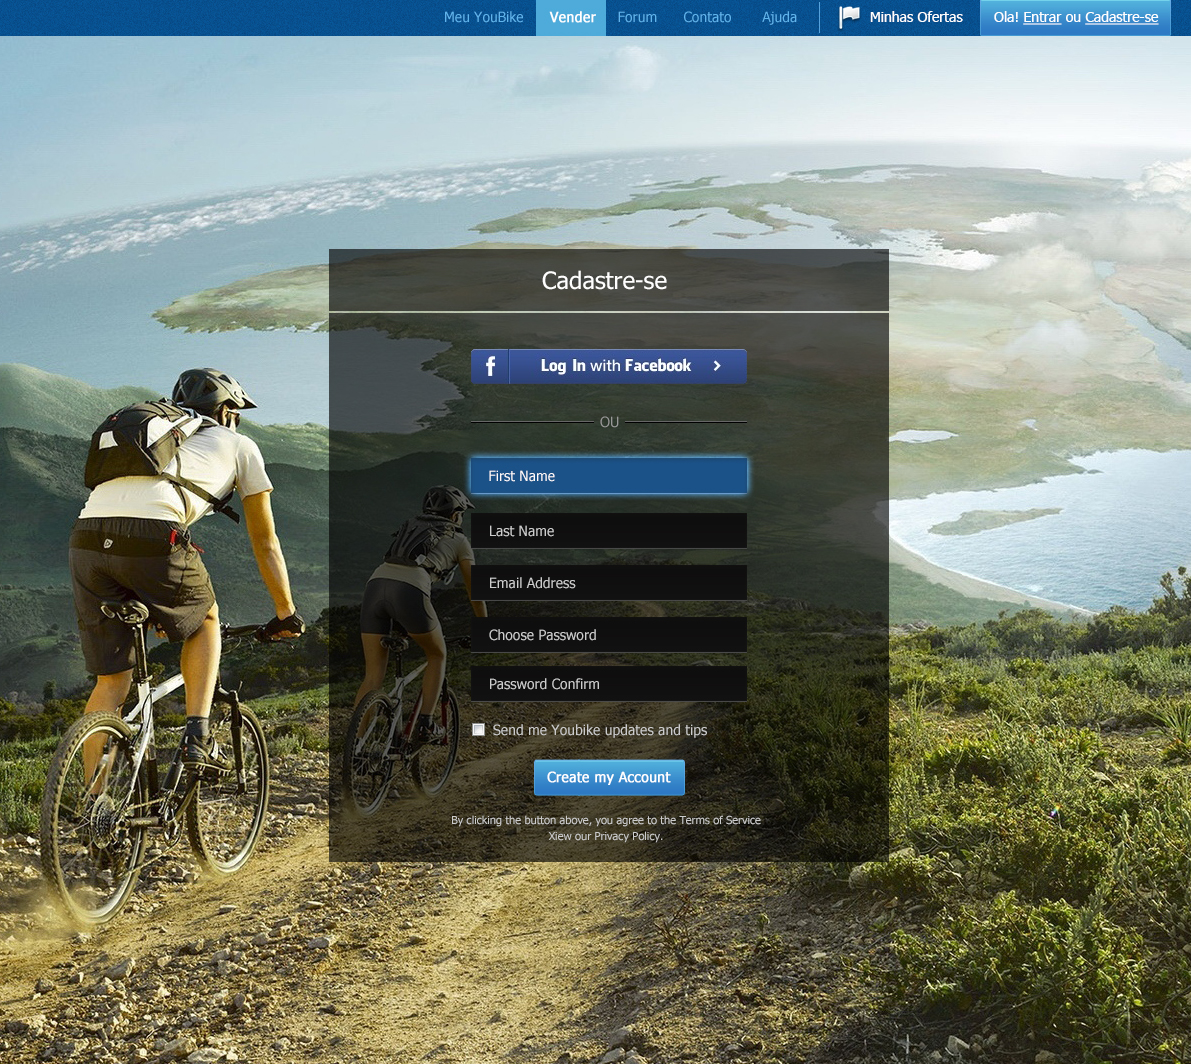 Meu YouBike Vender Forum Contato Ajuda Minhas Ofertas Ola! Entrar ou Cadastre-se
Cadastre-se
f Log In with Facebook
OU
First Name
Last Name
Email Address
Choose Password
Password Confirm
Send me Youbike updates and tips
Create my Account
By clicking the button above, you agree to the Terms of Service
Xiew our Privacy Policy.